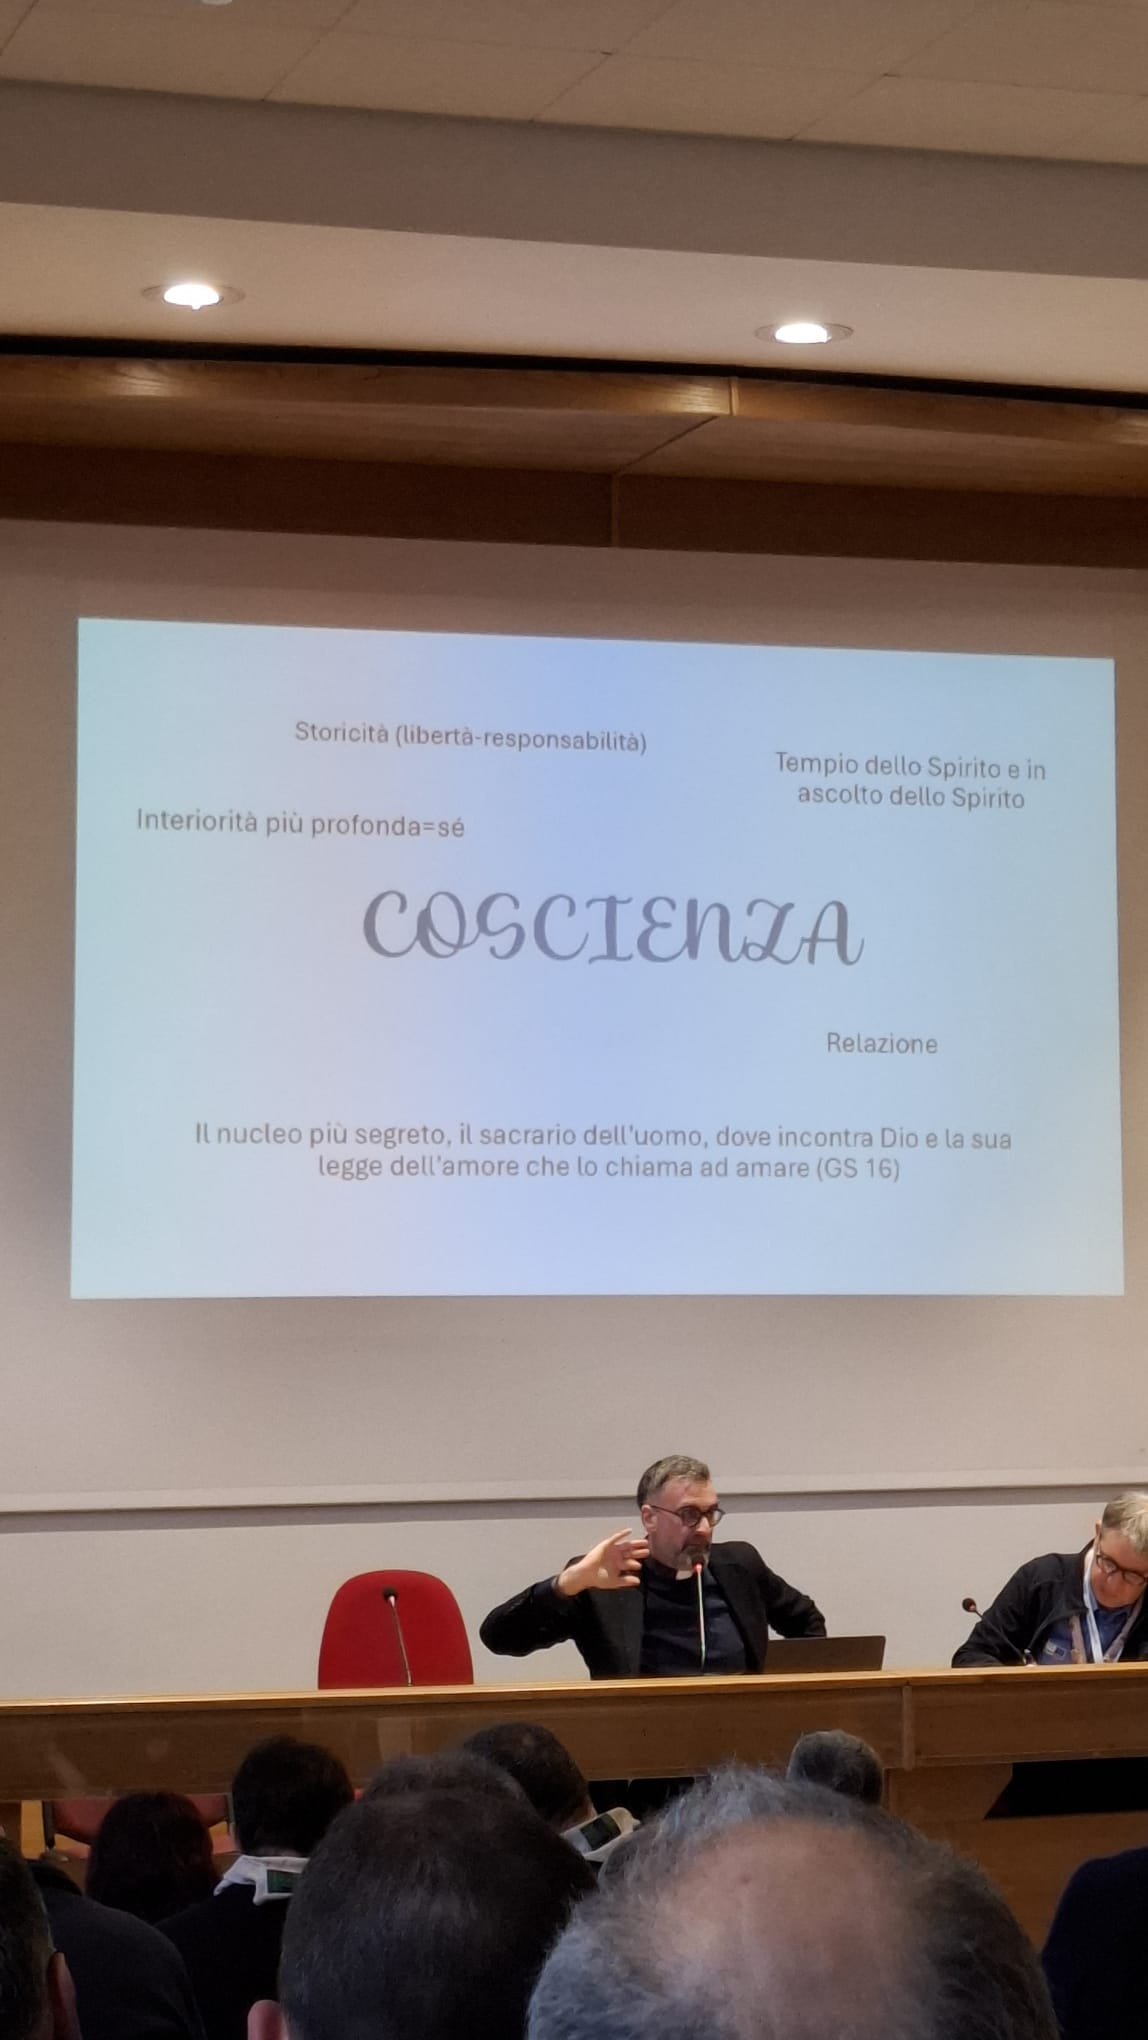 Storicità (libertà-responsabilità)
Tempio dello Spirito e in
ascolto dello Spirito
Interiorità più profonda=sé
COSCIENZA
Relazione
Il nucleo più segreto, il sacrario dell'uomo, dove incontra Dio e la sua
legge dell'amore che lo chiama ad amare (GS 16)